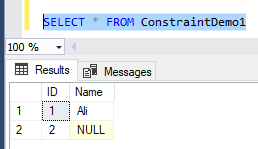 SELECT * FROM ConstraintDemo1
100 %
Results Messages
ID Name
1 1 Ali
2 2 NULL